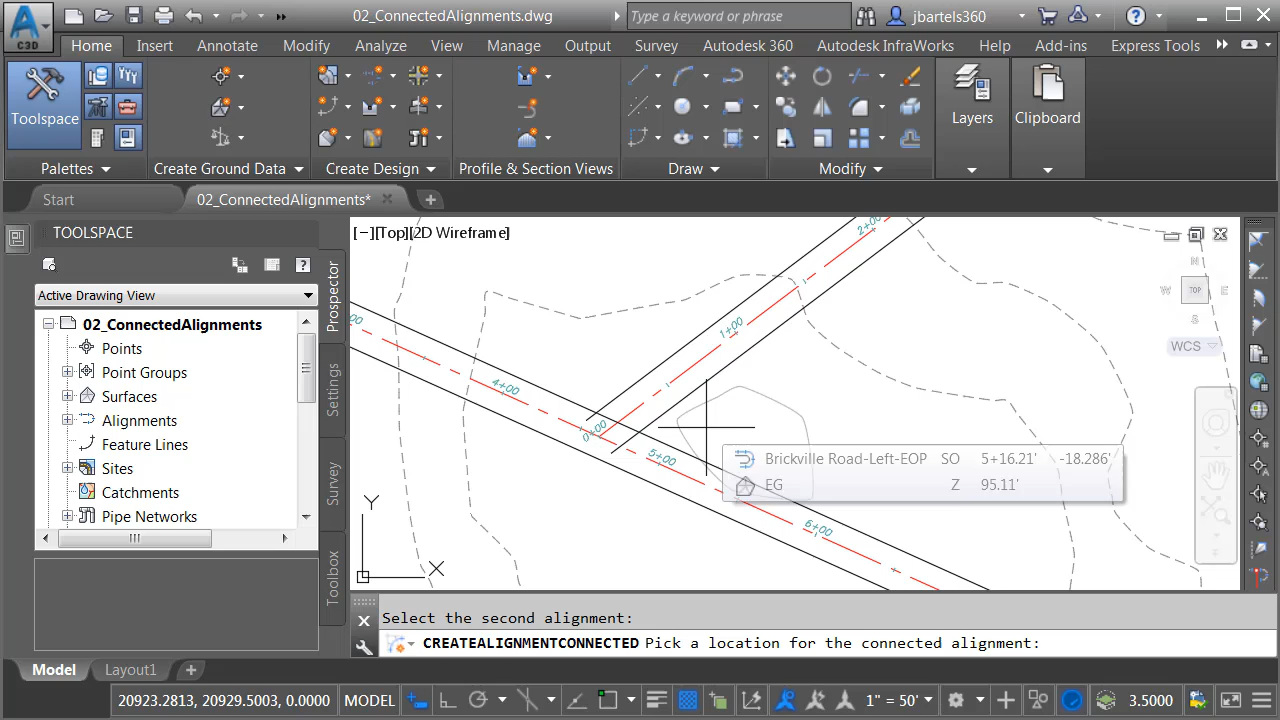 02_ConnectedAlignments.dwg
Type a keyword or phrase
jbartels360
C3D
Home Insert Annotate Modify Analyze View Manage Output Survey Autodesk 360 Autodesk InfraWorks Help Add-ins Express Tools
Toolspace
Layers
Clipboard
Palettes
Create Ground Data
Create Design
Profile & Section Views
Draw
Modify
Start
02_ConnectedAlignments*
TOOLSPACE
Active Drawing View
02_ConnectedAlignments
Points
Point Groups
Surfaces
Alignments
Feature Lines
Sites
Catchments
Pipe Networks
Prospector
Settings
Survey
Toolbox
[−][Top][2D Wireframe]
2+00
1+00
00
4+00
0+00
5+00
6+00
N
W
TOP
E
S
WCS
Brickville Road-Left-EOP SO 5+16.21' -18.286'
EG Z 95.11'
Y
X
Select the second alignment:
CREATEALIGNMENTCONNECTED Pick a location for the connected alignment:
Model
Layout1
20923.2813, 20929.5003, 0.0000
MODEL
1" = 50'
3.5000